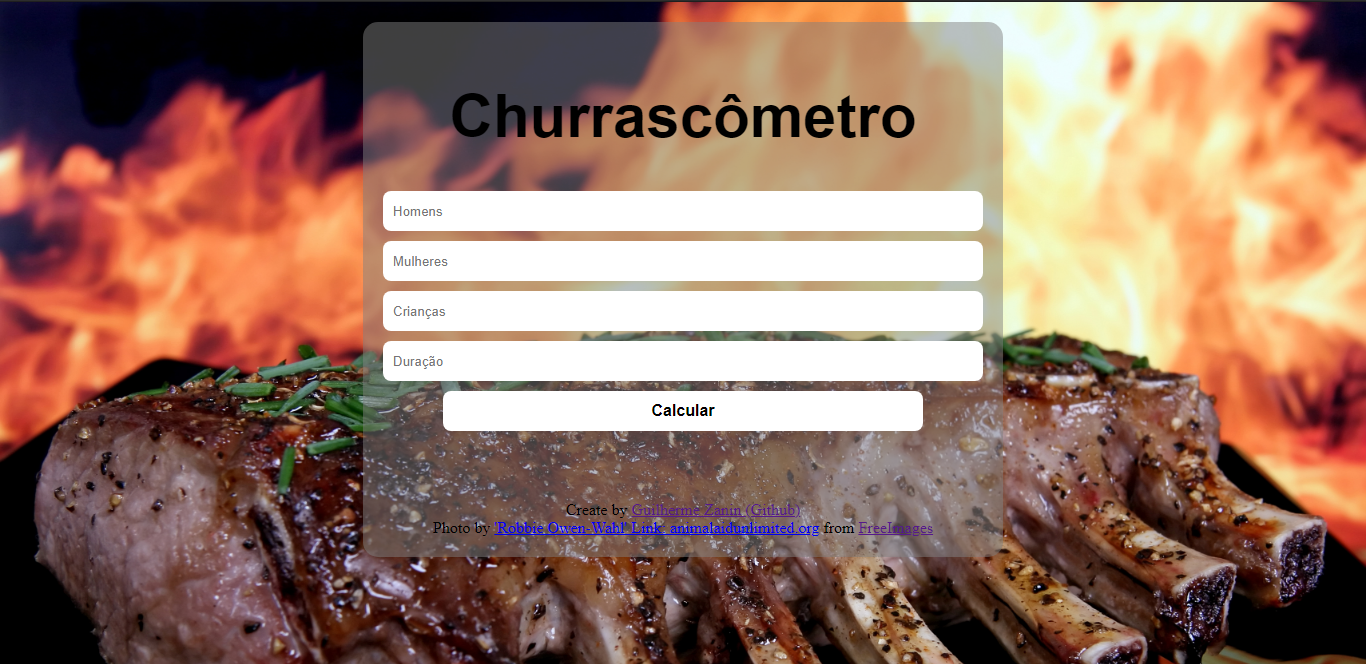 Churrascômetro
Homens
Mulheres
Crianças
Duração
Calcular
Create by Guilherme Zanin (Github)
Photo by 'Robbie Owen-Wahl' Link: animalaidunlimited.org from FreeImages